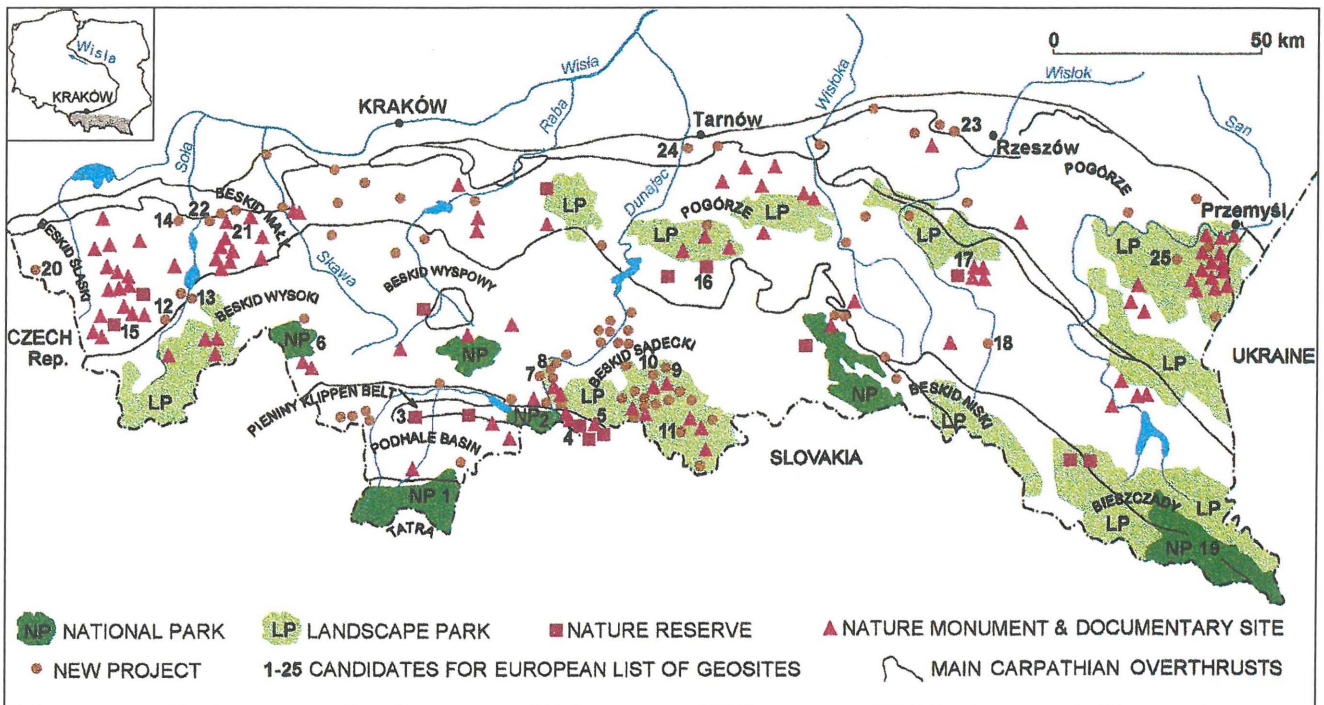 Wisła
KRAKÓW
0 50 km
Wisła
Wisłoka
Wisłok
San
Raba
KRAKÓW
Tarnów
24
23
Rzeszów
POGÓRZE
Soła
Dunajec
LP
POGÓRZE
LP
LP
Przemyśl
LP
25
BESKID MAŁY
14
22
21
BESKID ŚLĄSKI
20
Skawa
BESKID WYSPOWY
16
17
12
13
BESKID WYSOKI
15
CZECH
Rep.
NP
6
NP
18
UKRAINE
LP
8
7
BESKID SĄDECKI
10
9
LP
NP
BESKID NISKI
LP
LP
PIENINY KLIPPEN BELT
3
NP 2
4
5
11
PODHALE BASIN
SLOVAKIA
NP 1
TATRA
BIESZCZADY
LP
LP
NP 19
NP NATIONAL PARK
LP LANDSCAPE PARK
NATURE RESERVE
NATURE MONUMENT & DOCUMENTARY SITE
NEW PROJECT
1-25 CANDIDATES FOR EUROPEAN LIST OF GEOSITES
MAIN CARPATHIAN OVERTHRUSTS